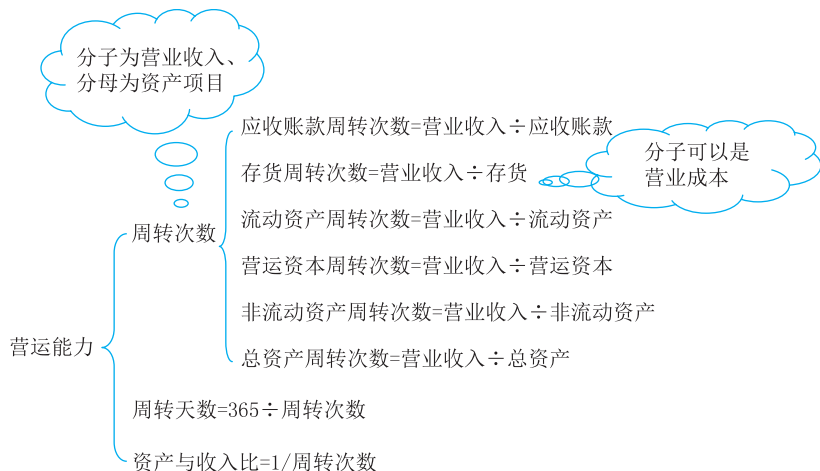 分子为营业收入、
分母为资产项目
应收账款周转次数=营业收入÷应收账款
分子可以是
营业成本
存货周转次数=营业收入÷存货
流动资产周转次数=营业收入÷流动资产
周转次数
营运资本周转次数=营业收入÷营运资本
非流动资产周转次数=营业收入÷非流动资产
营运能力
总资产周转次数=营业收入÷总资产
周转天数=365÷周转次数
资产与收入比=1/周转次数